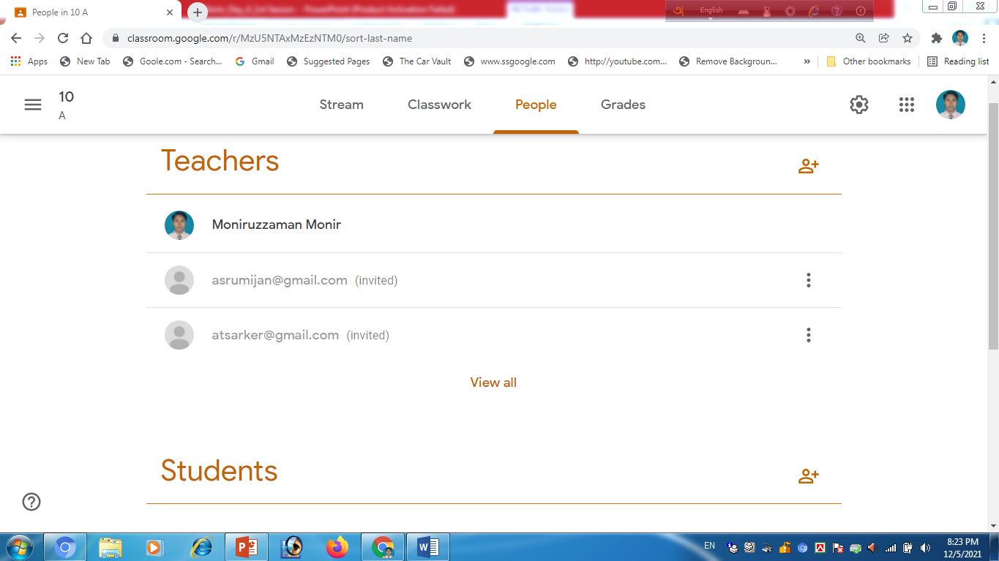 People in 10 A
English
classroom.google.com/r/MzU5NTAxMzEzNTM0/sort-last-name
Apps New Tab Goole.com - Search... Gmail Suggested Pages The Car Vault www.ssgoogle.com http://youtube.com... Remove Backgroun... » Other bookmarks Reading list
10
A
Stream Classwork People Grades
Teachers
Moniruzzaman Monir
asrumijan@gmail.com (invited)
atsarker@gmail.com (invited)
View all
Students
EN
8:23 PM
12/5/2021